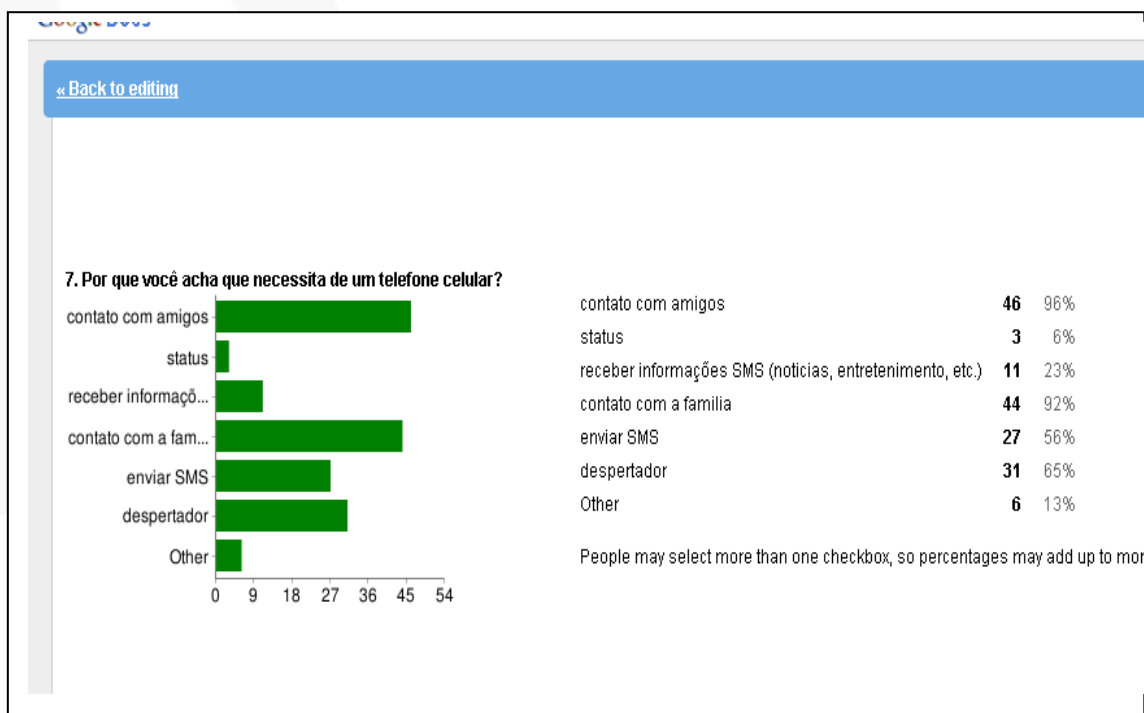 Google Docs
« Back to editing
7. Por que você acha que necessita de um telefone celular?
contato com amigos
status
receber informaçõ...
contato com a fam...
enviar SMS
despertador
Other
0 9 18 27 36 45 54
contato com amigos 46 96%
status 3 6%
receber informações SMS (noticias, entretenimento, etc.) 11 23%
contato com a familia 44 92%
enviar SMS 27 56%
despertador 31 65%
Other 6 13%
People may select more than one checkbox, so percentages may add up to mor